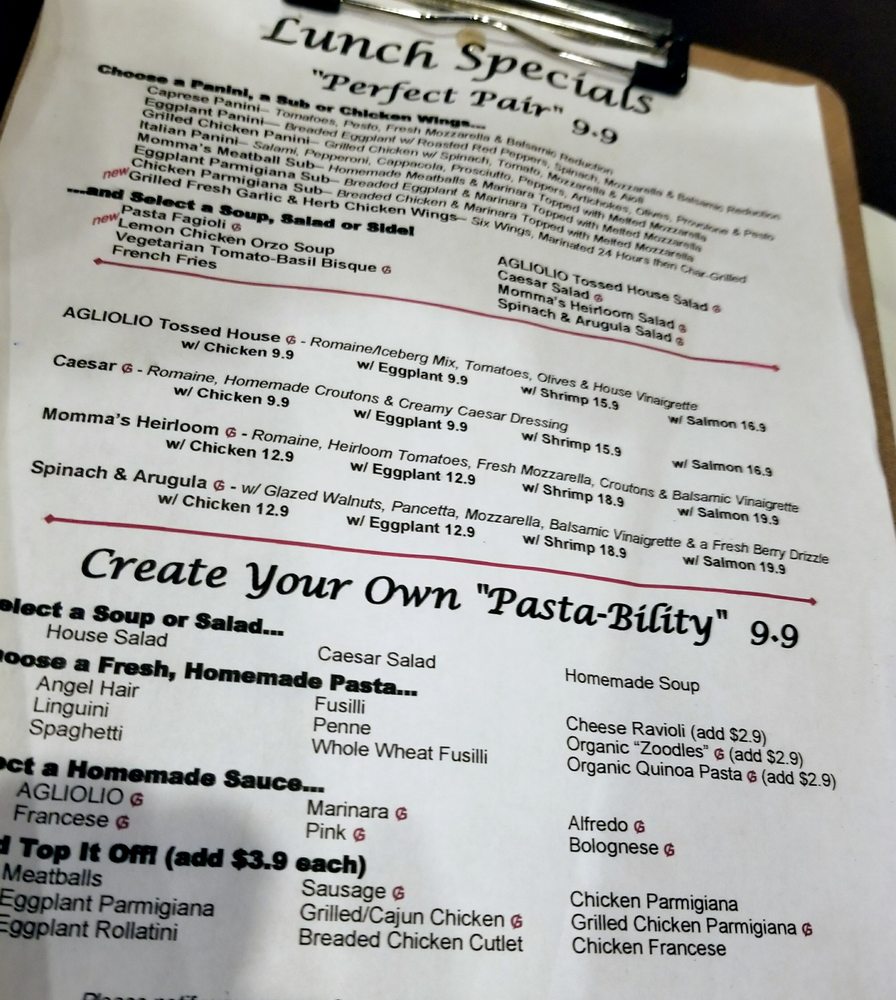 Lunch Specials
"Perfect Pair" 9.9
Choose a Panini, a Sub or Chicken Wings...
Caprese Panini– Tomatoes, Pesto, Fresh Mozzarella & Balsamic Reduction
Eggplant Panini– Breaded Eggplant w/ Roasted Red Peppers, Spinach, Mozzarella & Balsamic Reduction
Grilled Chicken Panini– Grilled Chicken w/ Spinach, Tomato, Mozzarella & Aioli
Italian Panini– Salami, Pepperoni, Cappacola, Prosciutto, Peppers, Artichokes, Olives, Provolone & Pesto
Momma's Meatball Sub– Homemade Meatballs & Marinara Topped with Melted Mozzarella
Eggplant Parmigiana Sub– Breaded Eggplant & Marinara Topped with Melted Mozzarella
Chicken Parmigiana Sub– Breaded Chicken & Marinara Topped with Melted Mozzarella
new Grilled Fresh Garlic & Herb Chicken Wings– Six Wings, Marinated 24 Hours then Char-Grilled
...and Select a Soup, Salad or Side!
new Pasta Fagioli G
Lemon Chicken Orzo Soup
Vegetarian Tomato-Basil Bisque G
French Fries
AGLIOLIO Tossed House Salad G
Caesar Salad G
Momma's Heirloom Salad G
Spinach & Arugula Salad G
AGLIOLIO Tossed House G - Romaine/Iceberg Mix, Tomatoes, Olives & House Vinaigrette
w/ Chicken 9.9 w/ Eggplant 9.9 w/ Shrimp 15.9 w/ Salmon 16.9
Caesar G - Romaine, Homemade Croutons & Creamy Caesar Dressing
w/ Chicken 9.9 w/ Eggplant 9.9 w/ Shrimp 15.9 w/ Salmon 16.9
Momma's Heirloom G - Romaine, Heirloom Tomatoes, Fresh Mozzarella, Croutons & Balsamic Vinaigrette
w/ Chicken 12.9 w/ Eggplant 12.9 w/ Shrimp 18.9 w/ Salmon 19.9
Spinach & Arugula G - w/ Glazed Walnuts, Pancetta, Mozzarella, Balsamic Vinaigrette & a Fresh Berry Drizzle
w/ Chicken 12.9 w/ Eggplant 12.9 w/ Shrimp 18.9 w/ Salmon 19.9
Create Your Own "Pasta-Bility" 9.9
elect a Soup or Salad...
House Salad Caesar Salad Homemade Soup
oose a Fresh, Homemade Pasta...
Angel Hair Fusilli Cheese Ravioli (add $2.9)
Linguini Penne Organic “Zoodles” G (add $2.9)
Spaghetti Whole Wheat Fusilli Organic Quinoa Pasta G (add $2.9)
ect a Homemade Sauce...
AGLIOLIO G Marinara G Alfredo G
Francese G Pink G Bolognese G
d Top It Off! (add $3.9 each)
Meatballs Sausage G Chicken Parmigiana
Eggplant Parmigiana Grilled/Cajun Chicken G Grilled Chicken Parmigiana G
Eggplant Rollatini Breaded Chicken Cutlet Chicken Francese